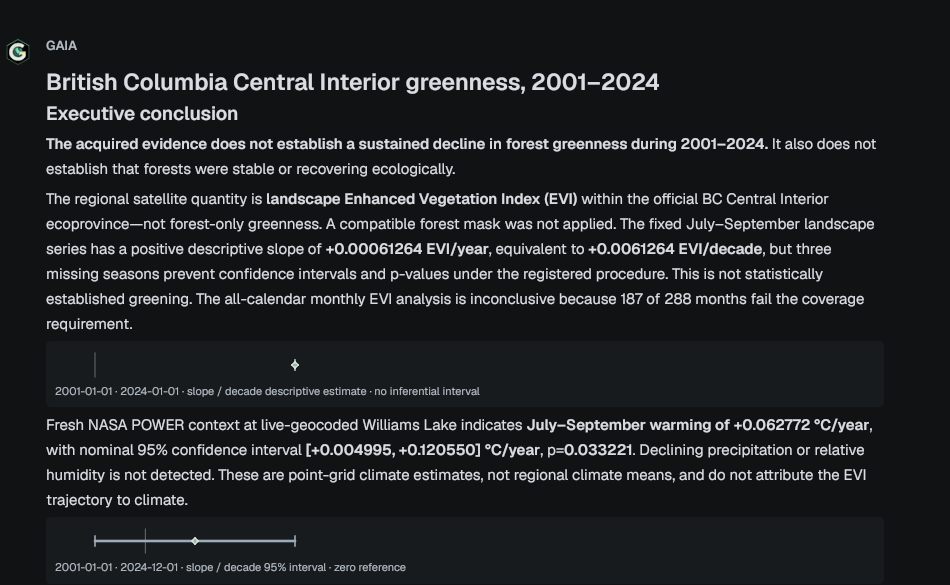 GAIA
British Columbia Central Interior greenness, 2001–2024
Executive conclusion
The acquired evidence does not establish a sustained decline in forest greenness during 2001–2024. It also does not
establish that forests were stable or recovering ecologically.
The regional satellite quantity is landscape Enhanced Vegetation Index (EVI) within the official BC Central Interior
ecoprovince—not forest-only greenness. A compatible forest mask was not applied. The fixed July–September landscape
series has a positive descriptive slope of +0.00061264 EVI/year, equivalent to +0.0061264 EVI/decade, but three
missing seasons prevent confidence intervals and p-values under the registered procedure. This is not statistically
established greening. The all-calendar monthly EVI analysis is inconclusive because 187 of 288 months fail the coverage
requirement.
2001-01-01 · 2024-01-01 · slope / decade descriptive estimate · no inferential interval
Fresh NASA POWER context at live-geocoded Williams Lake indicates July–September warming of +0.062772 °C/year,
with nominal 95% confidence interval [+0.004995, +0.120550] °C/year, p=0.033221. Declining precipitation or relative
humidity is not detected. These are point-grid climate estimates, not regional climate means, and do not attribute the EVI
trajectory to climate.
2001-01-01 · 2024-12-01 · slope / decade 95% interval · zero reference